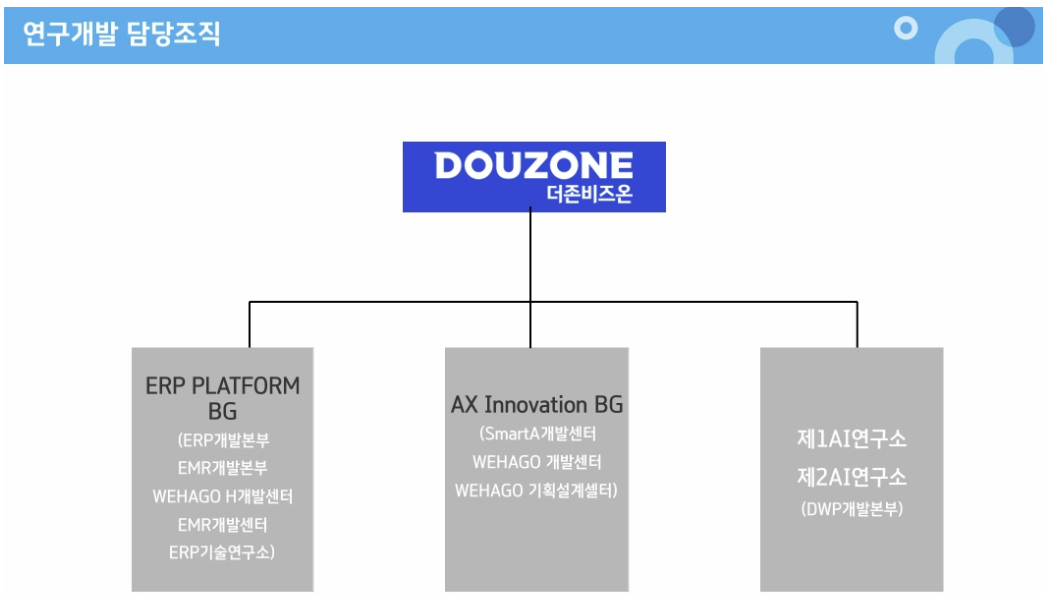 연구개발 담당조직
DOUZONE
더존비즈온
ERP PLATFORM
BG
(ERP개발본부
EMR개발본부
WEHAGO H개발센터
EMR개발센터
ERP기술연구소)
AX Innovation BG
(SmartA개발센터
WEHAGO 개발센터
WEHAGO 기획설계셀터)
제1AI연구소
제2AI연구소
(DWP개발본부)